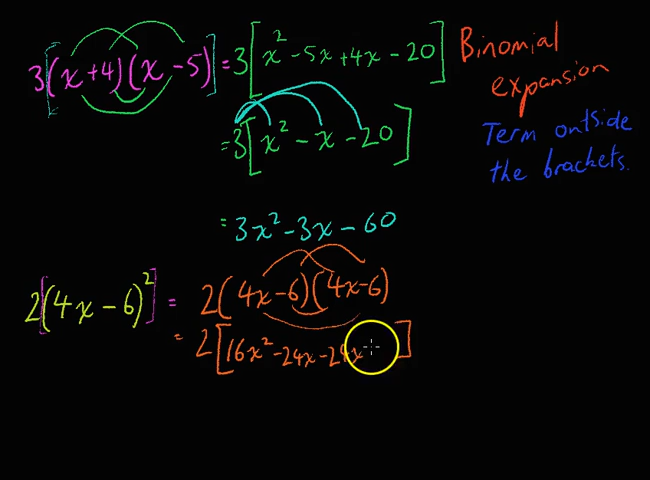 3[(x+4)(x-5)] = 3[x²-5x+4x-20]
Binomial
expansion
= 3[x²-x-20]
Term outside
the brackets.
= 3x²-3x-60
2[(4x-6)²] = 2(4x-6)(4x-6)
= 2[16x²-24x-24x ]